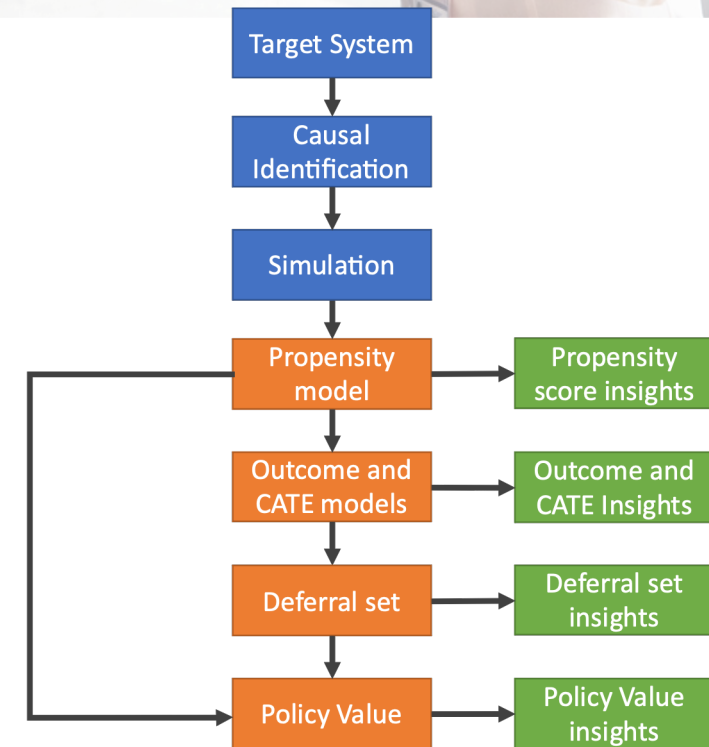 Target System
Causal
Identification
Simulation
Propensity
model
Propensity
score insights
Outcome and
CATE models
Outcome and
CATE Insights
Deferral set
Deferral set
insights
Policy Value
Policy Value
insights